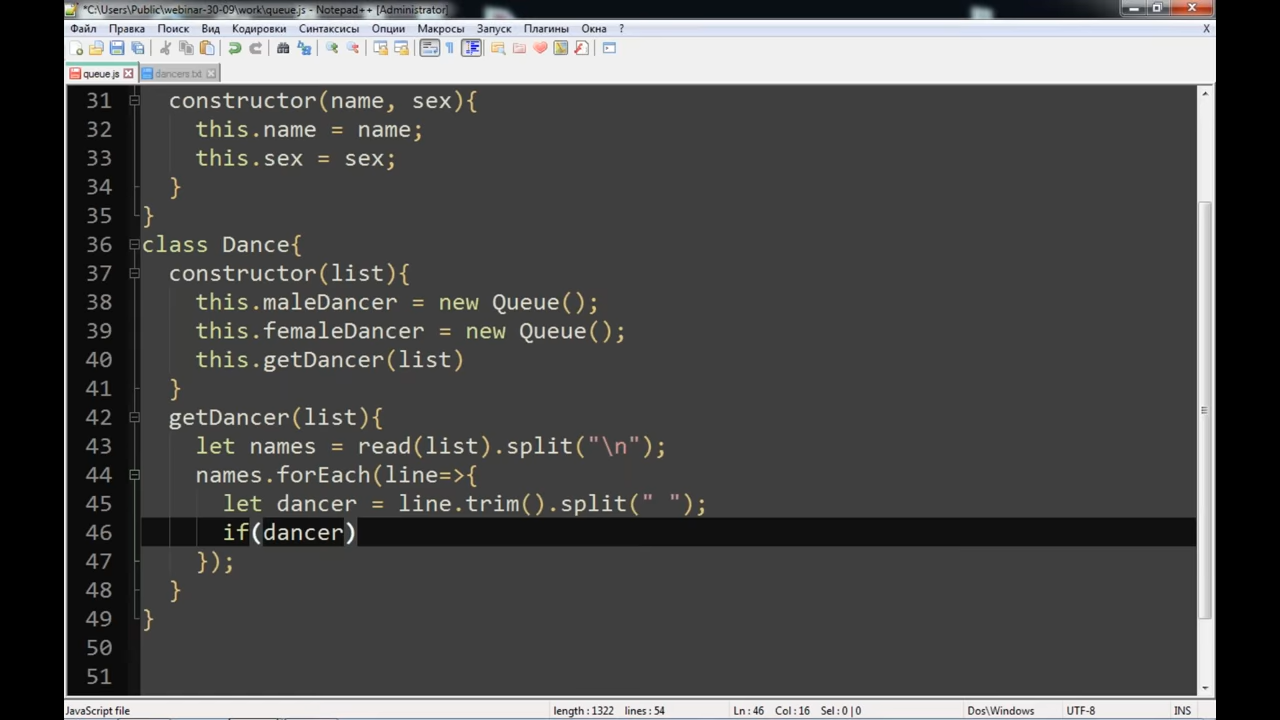 *C:\Users\Public\webinar-30-09\work\queue.js - Notepad++ [Administrator]
Файл Правка Поиск Вид Кодировки Синтаксисы Опции Макросы Запуск Плагины Окна ? X
queue.js dancers.txt
31 constructor(name, sex){
32 this.name = name;
33 this.sex = sex;
34 }
35 }
36 class Dance{
37 constructor(list){
38 this.maleDancer = new Queue();
39 this.femaleDancer = new Queue();
40 this.getDancer(list)
41 }
42 getDancer(list){
43 let names = read(list).split("\n");
44 names.forEach(line=>{
45 let dancer = line.trim().split(" ");
46 if(dancer)
47 });
48 }
49 }
50
51
JavaScript file length : 1322 lines : 54 Ln : 46 Col : 16 Sel : 0 | 0 Dos\Windows UTF-8 INS